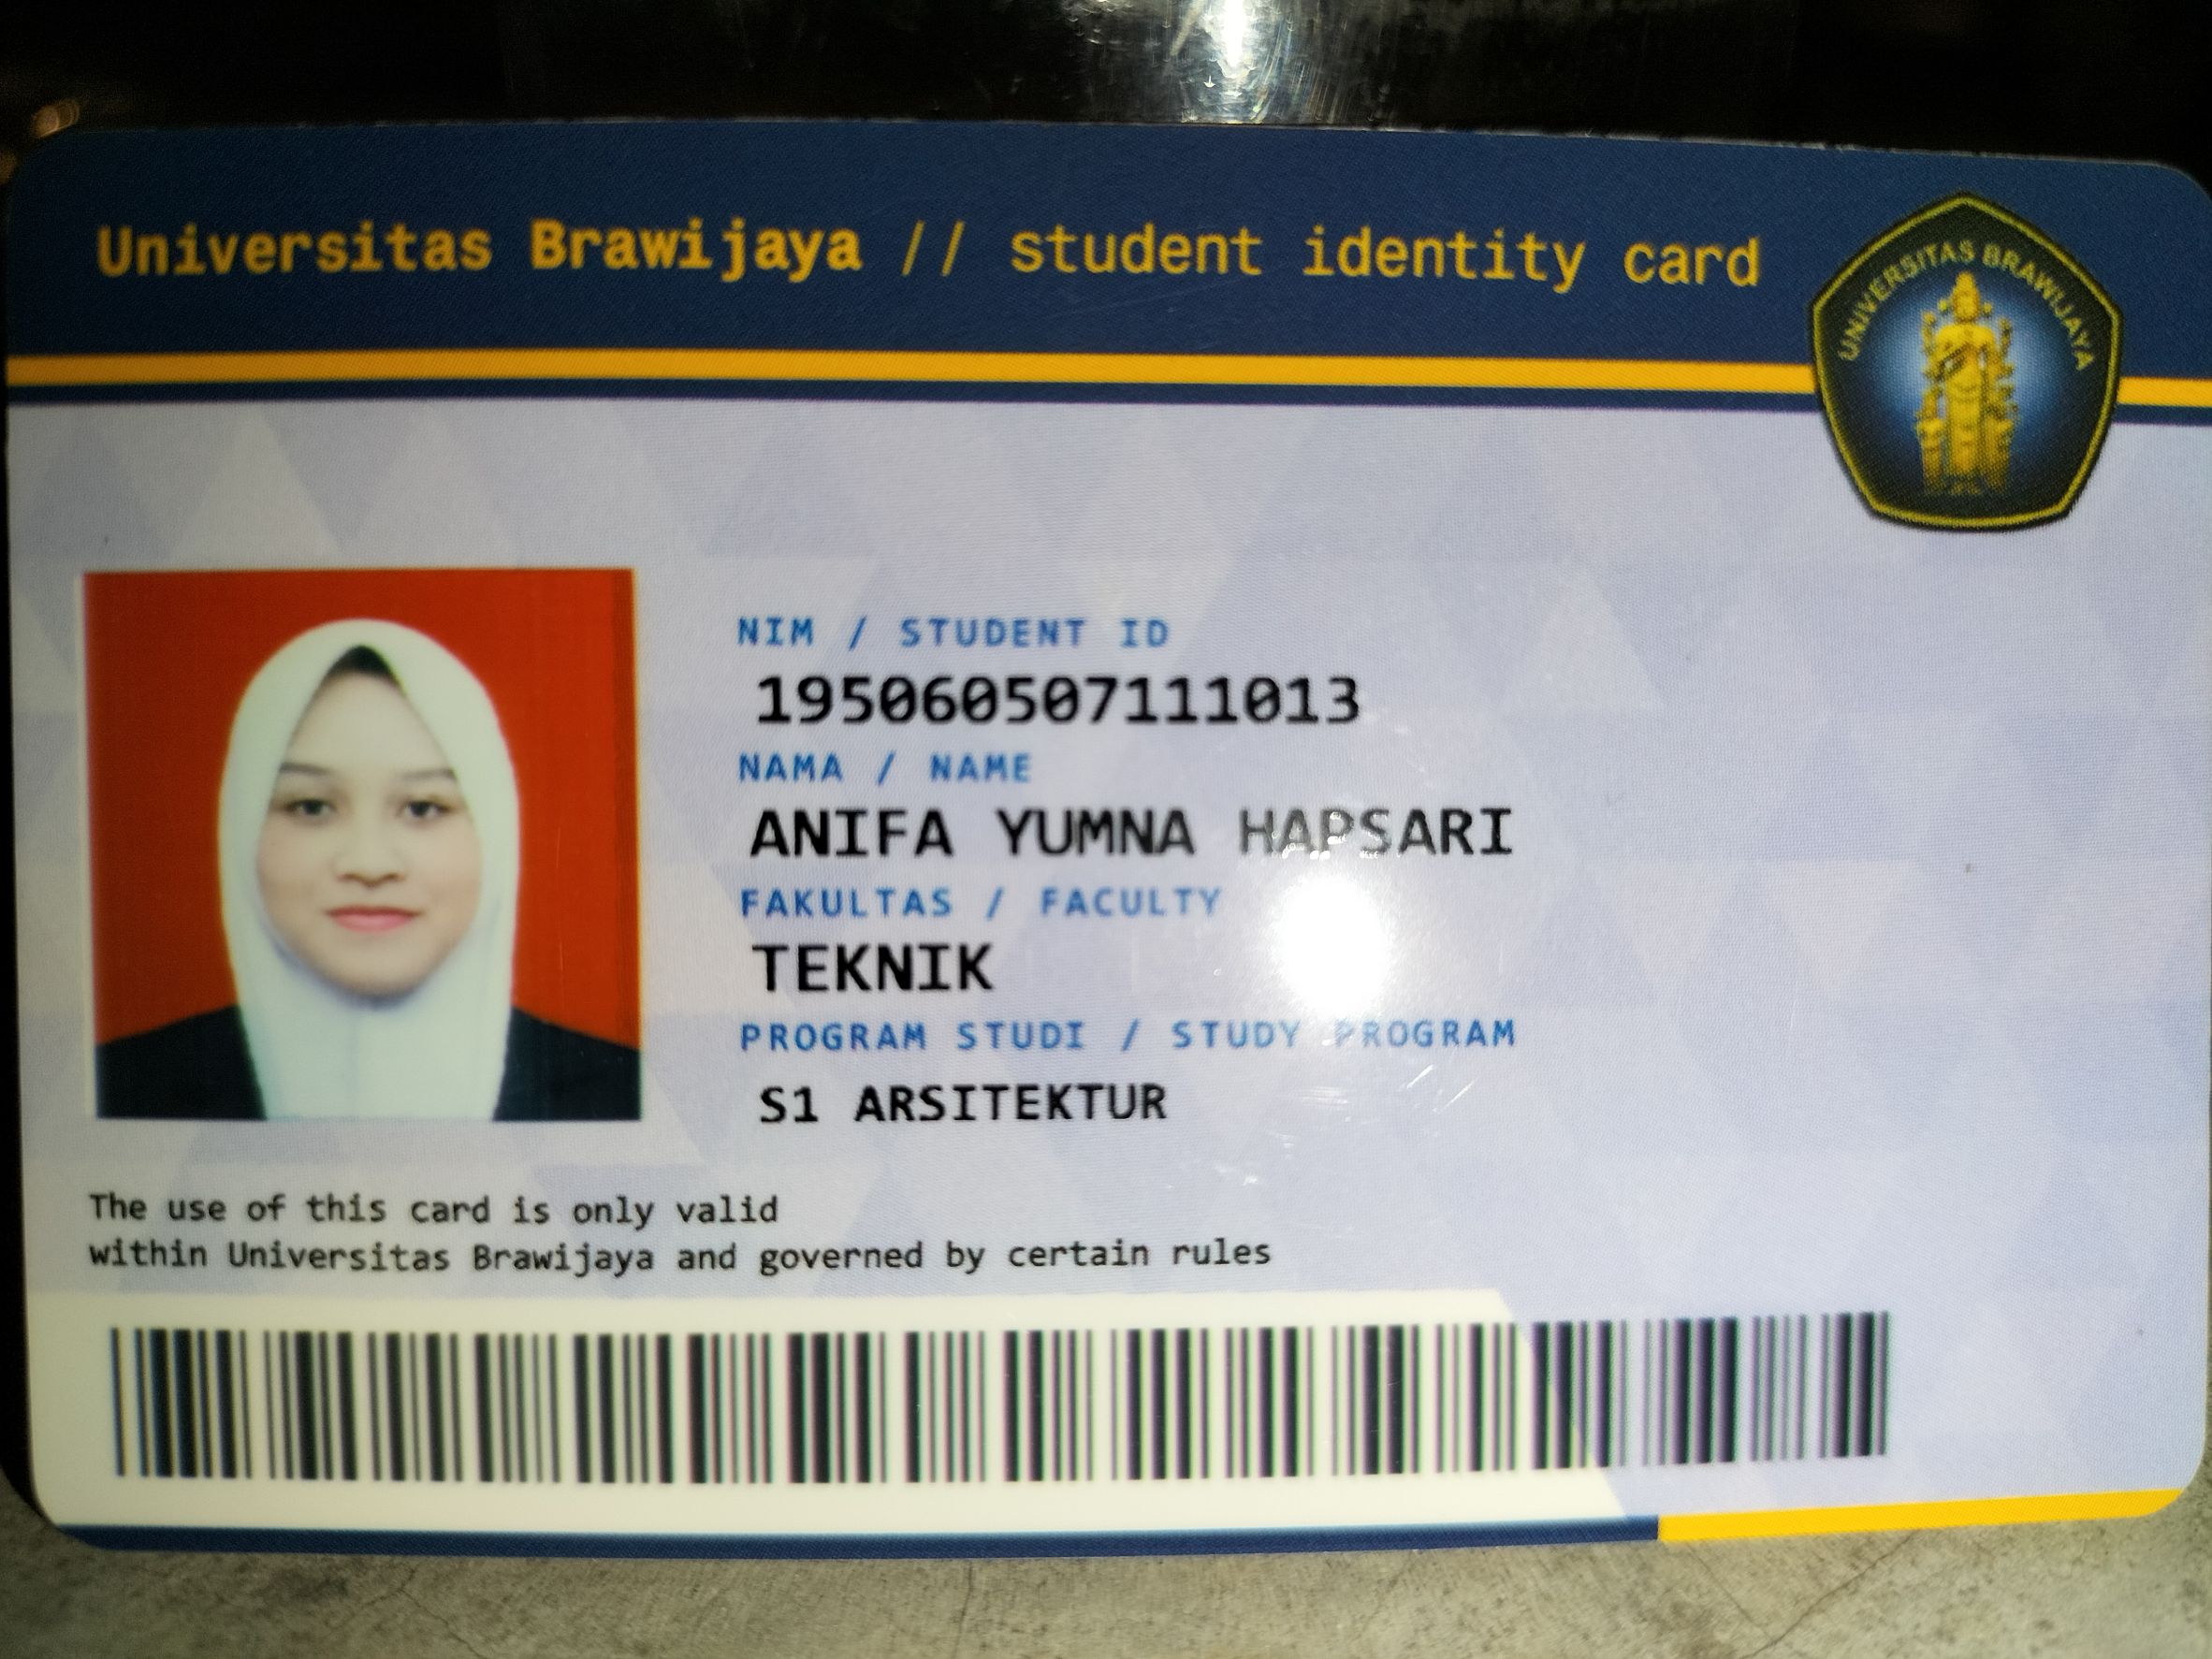 Universitas Brawijaya // student identity card
UNIVERSITAS BRAWIJAYA
NIM / STUDENT ID
195060507111013
NAMA / NAME
ANIFA YUMNA HAPSARI
FAKULTAS / FACULTY
TEKNIK
PROGRAM STUDI / STUDY PROGRAM
S1 ARSITEKTUR
The use of this card is only valid
within Universitas Brawijaya and governed by certain rules